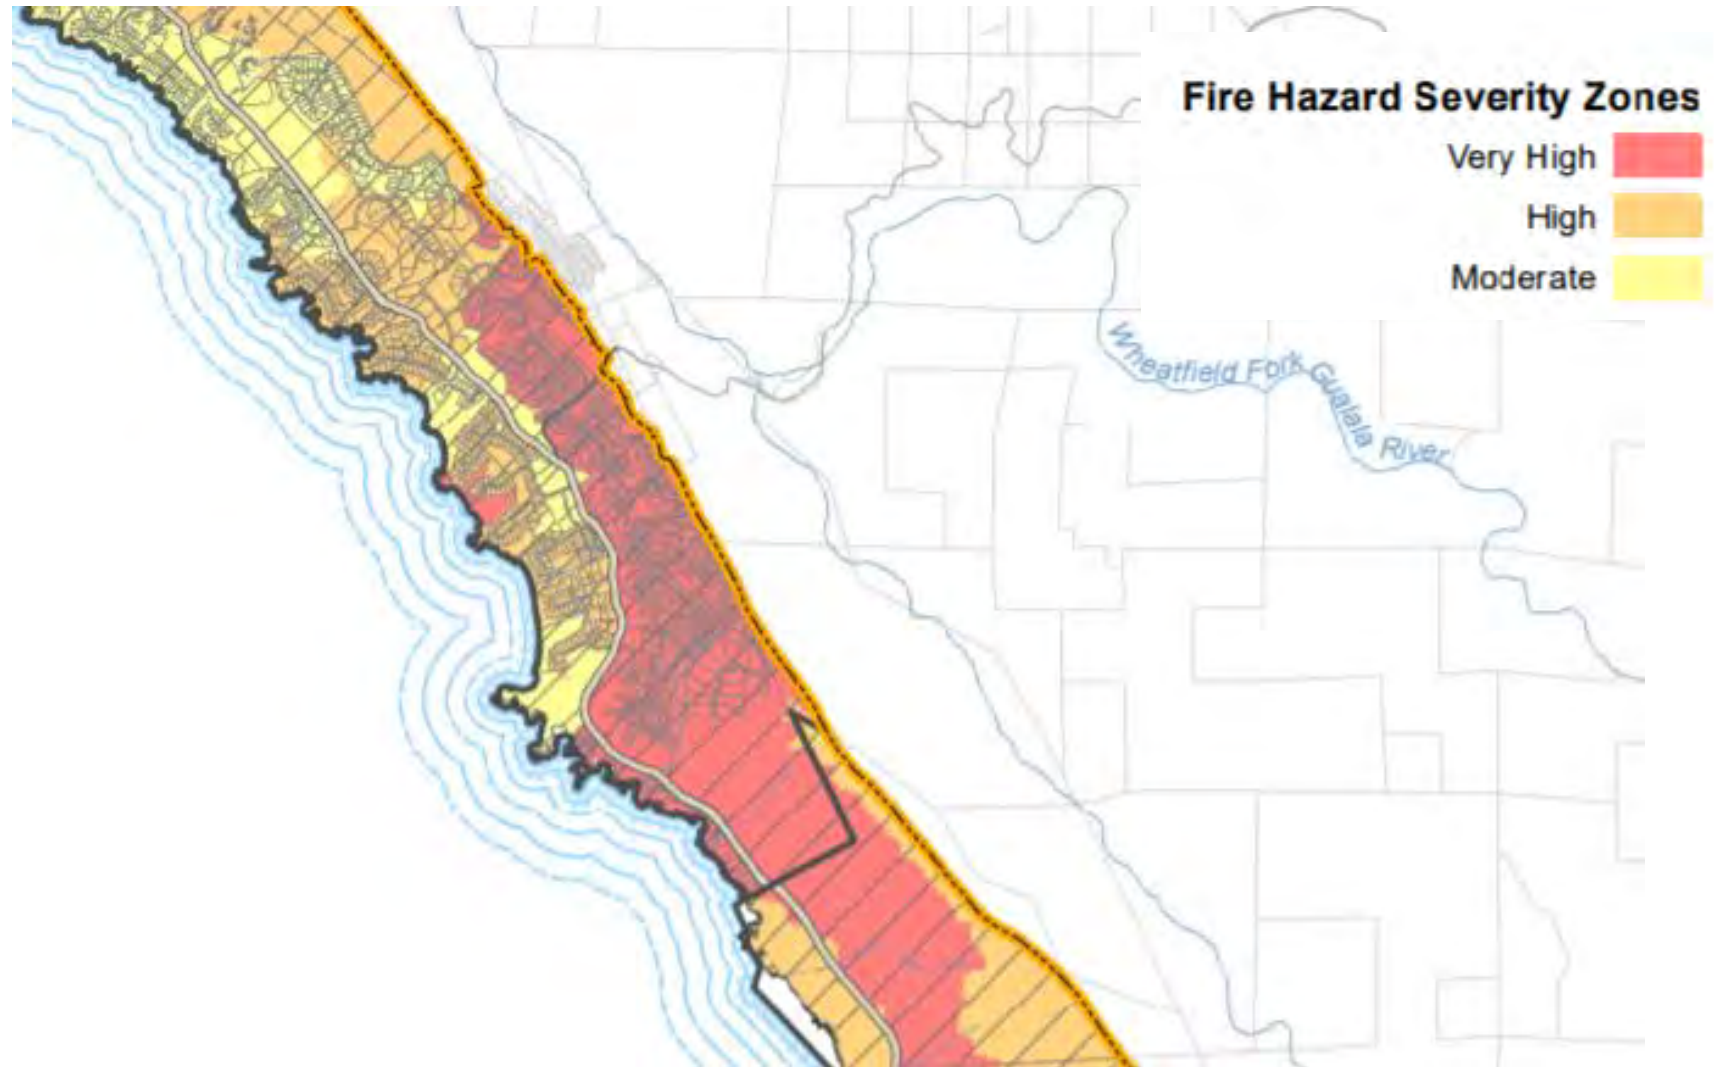 Fire Hazard Severity Zones
Very High
High
Moderate
Wheatfield Fork Gualala River